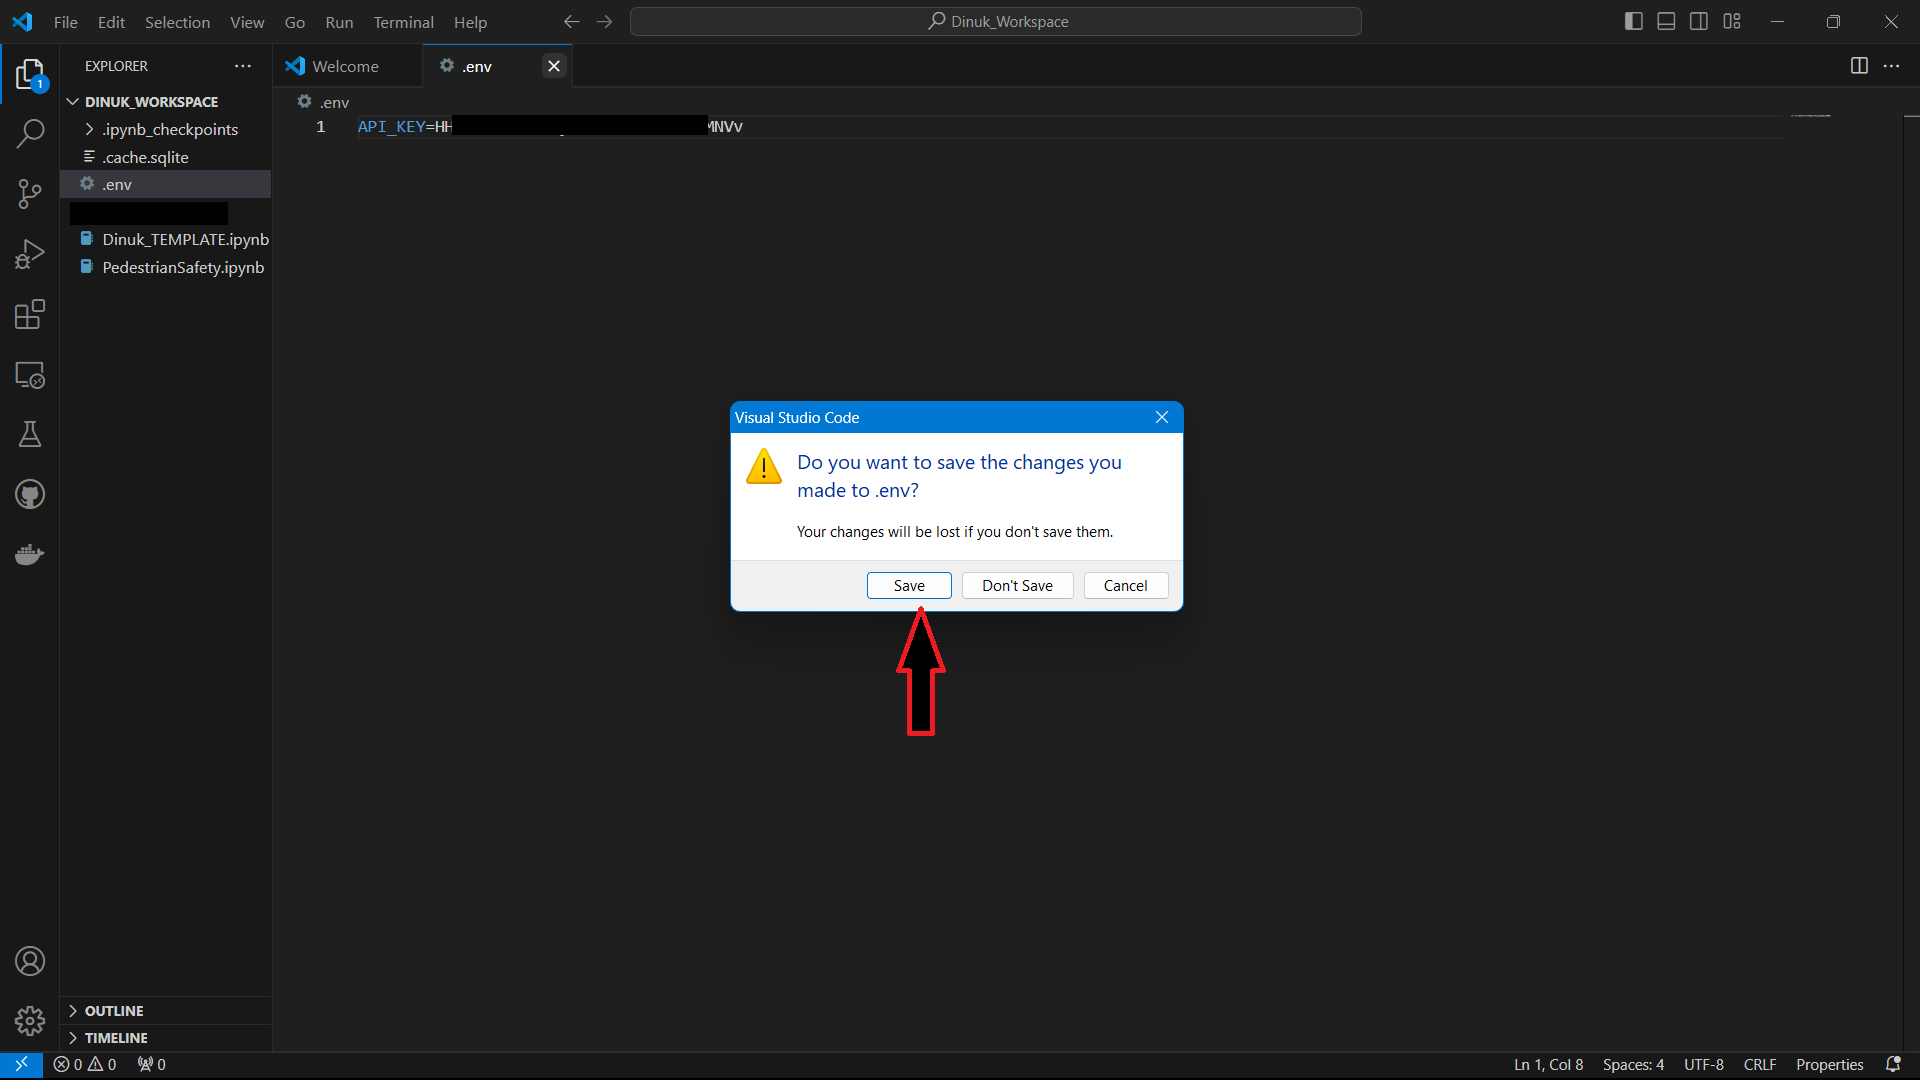 File Edit Selection View Go Run Terminal Help
Dinuk_Workspace
EXPLORER
1
DINUK_WORKSPACE
.ipynb_checkpoints
.cache.sqlite
.env
Dinuk_TEMPLATE.ipynb
PedestrianSafety.ipynb
OUTLINE
TIMELINE
Welcome
.env
.env
1 API_KEY=HH MNVv
Visual Studio Code
Do you want to save the changes you
made to .env?
Your changes will be lost if you don't save them.
Save Don't Save Cancel
0 0 0
Ln 1, Col 8 Spaces: 4 UTF-8 CRLF Properties